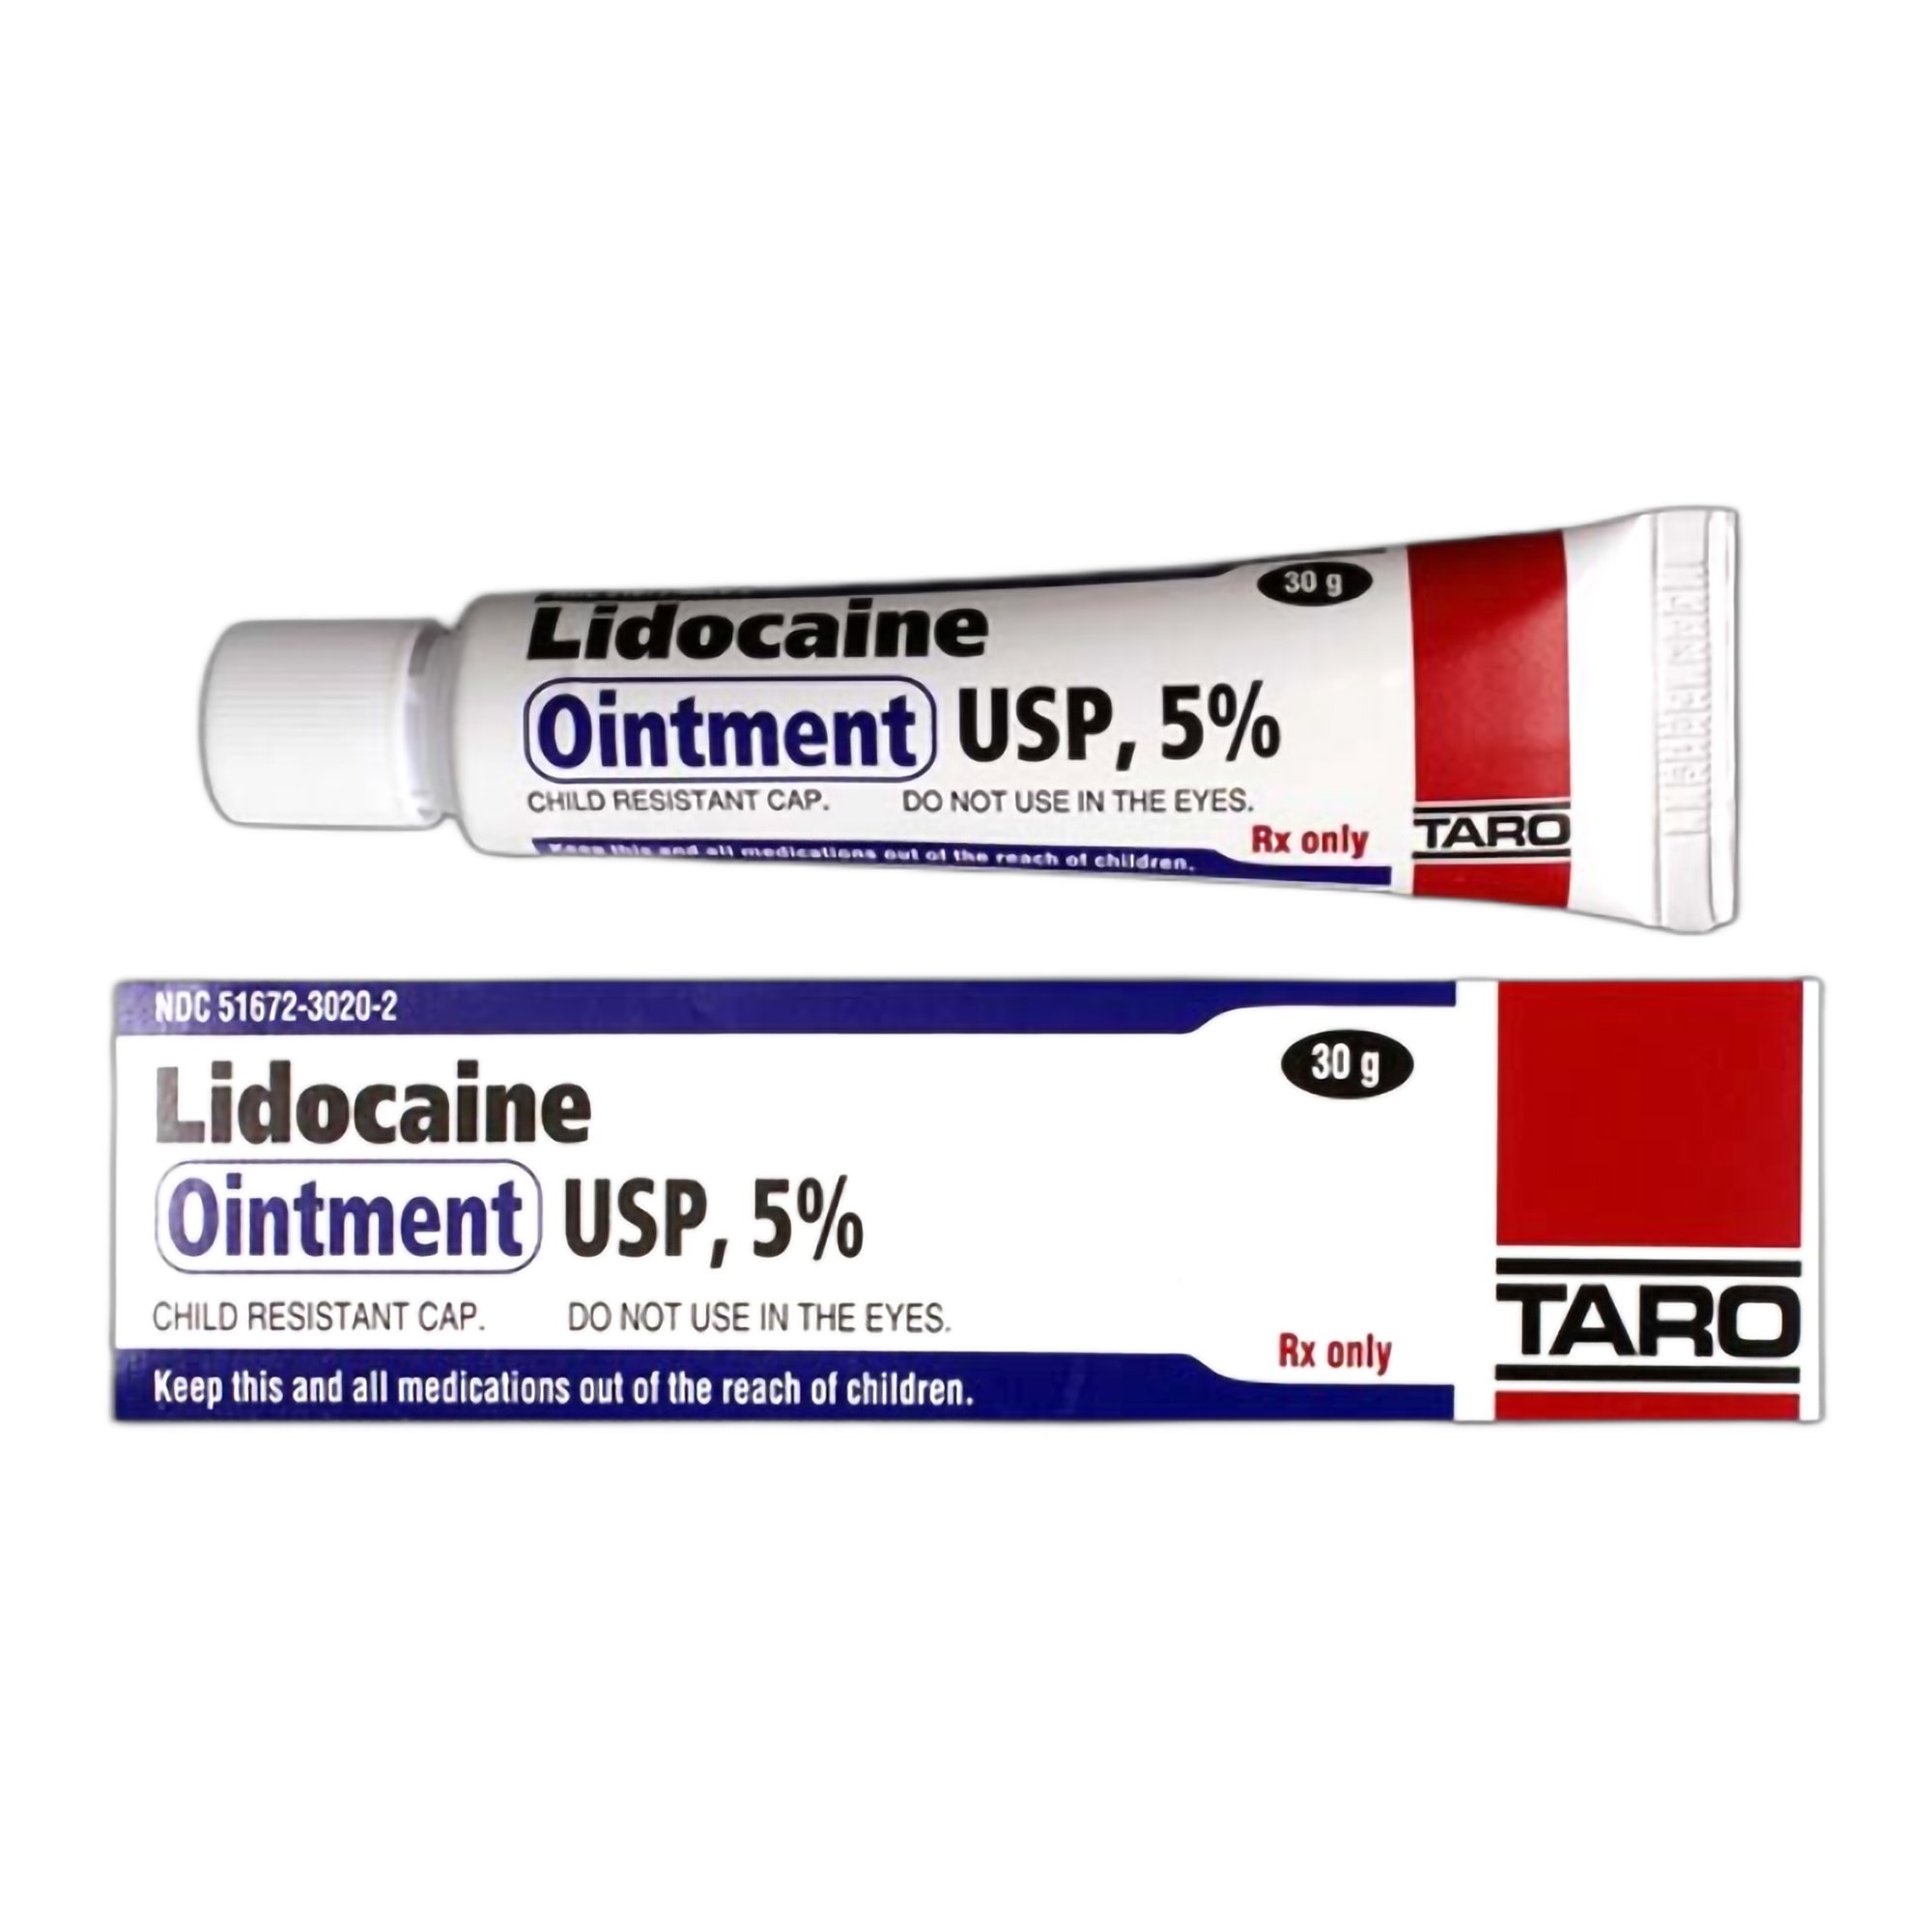 Lidocaine
30 g
Ointment USP, 5%
CHILD RESISTANT CAP. DO NOT USE IN THE EYES.
Rx only
Keep this and all medications out of the reach of children.
TARO
NDC 51672-3020-2
Lidocaine
30 g
Ointment USP, 5%
CHILD RESISTANT CAP. DO NOT USE IN THE EYES.
Rx only
Keep this and all medications out of the reach of children.
TARO